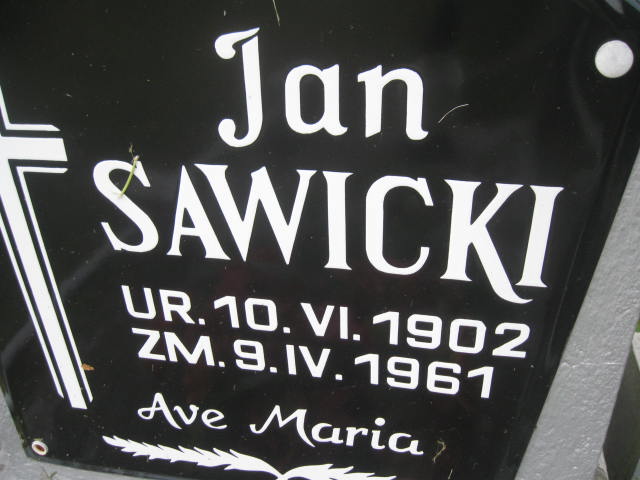 Jan
SAWICKI
UR. 10. VI. 1902
ZM. 9. IV. 1961
Ave Maria